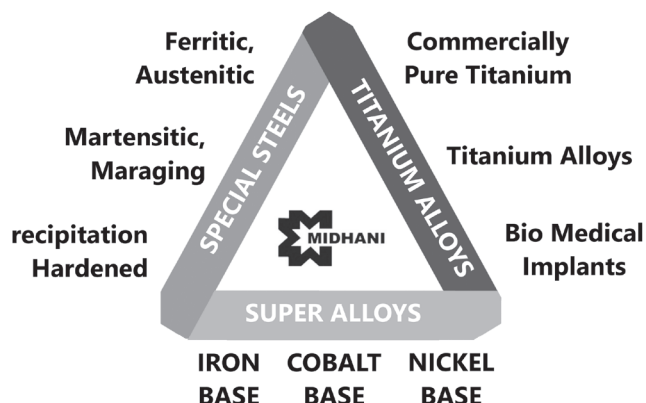 Ferritic,
Austenitic
Martensitic,
Maraging
recipitation
Hardened
SPECIAL STEELS
TITANIUM ALLOYS
Commercially
Pure Titanium
Titanium Alloys
Bio Medical
Implants
MIDHANI
SUPER ALLOYS
IRON BASE
COBALT BASE
NICKEL BASE